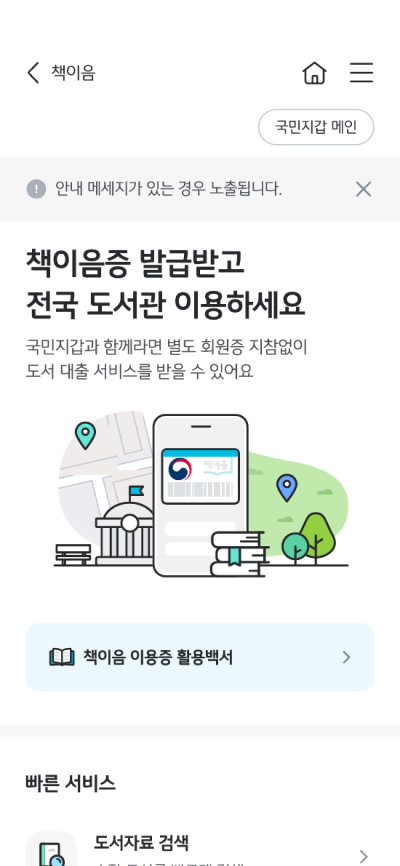 책이음
국민지갑 메인
안내 메세지가 있는 경우 노출됩니다.
책이음증 발급받고
전국 도서관 이용하세요
국민지갑과 함께라면 별도 회원증 지참없이
도서 대출 서비스를 받을 수 있어요
책이음
책이음 이용증 활용백서
빠른 서비스
도서자료 검색